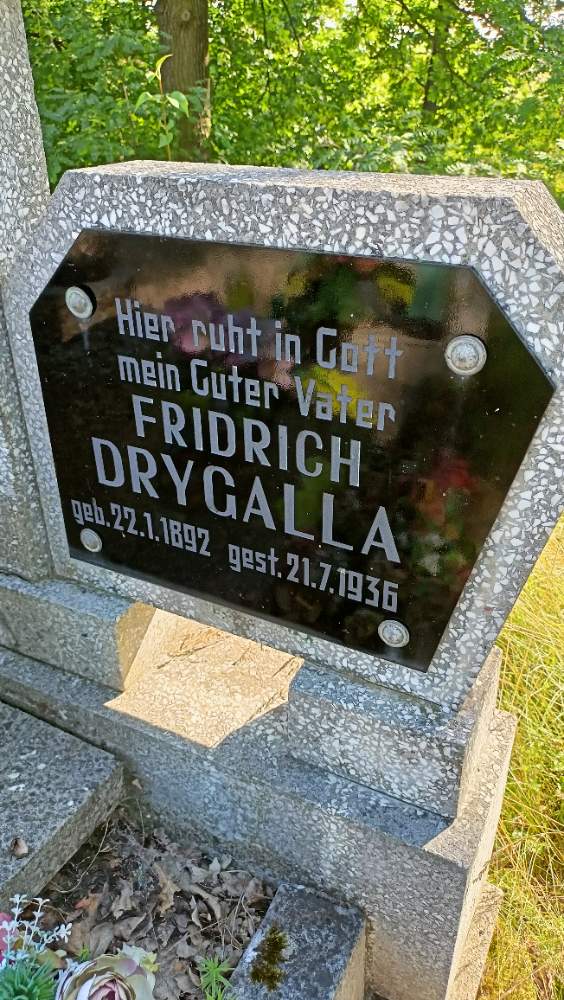 Hier ruht in Gott
mein Guter Vater
FRIDRICH
DRYGALLA
geb. 22.1.1892 gest. 21.7.1936